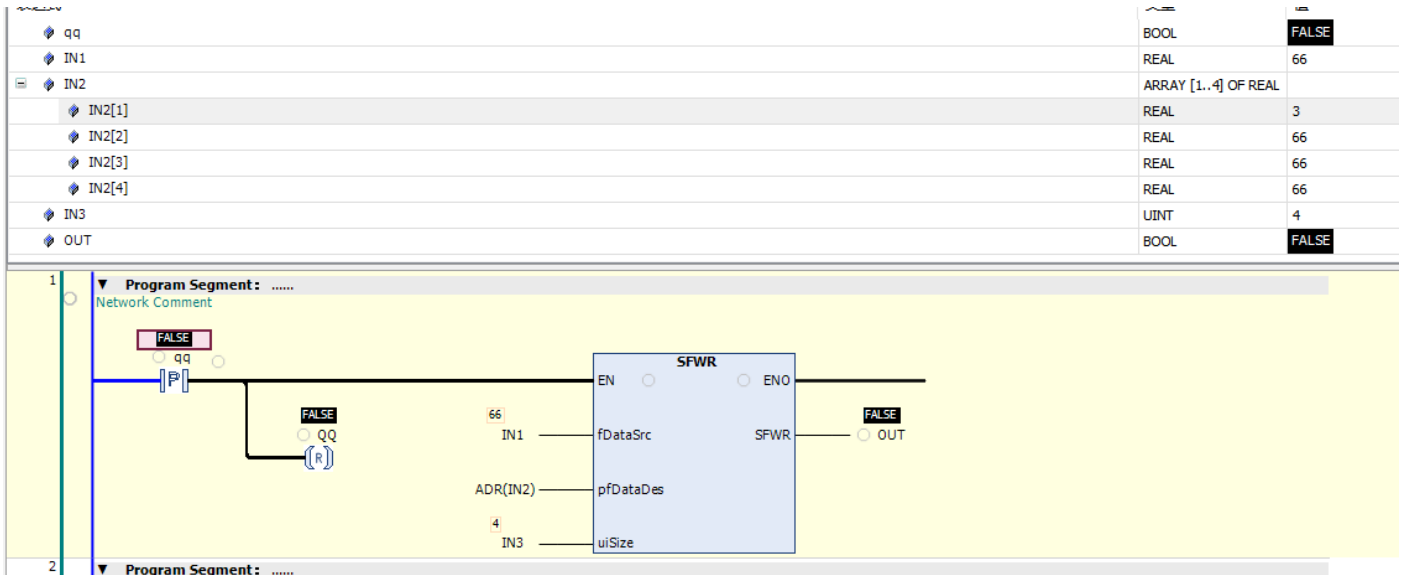 qq BOOL FALSE
IN1 REAL 66
IN2 ARRAY [1..4] OF REAL
IN2[1] REAL 3
IN2[2] REAL 66
IN2[3] REAL 66
IN2[4] REAL 66
IN3 UINT 4
OUT BOOL FALSE
1 Program Segment: ......
Network Comment
FALSE
qq
P
SFWR
EN ENO
FALSE 66 FALSE
QQ IN1 fDataSrc SFWR OUT
R
ADR(IN2) pfDataDes
4
IN3 uiSize
2 Program Segment: ......